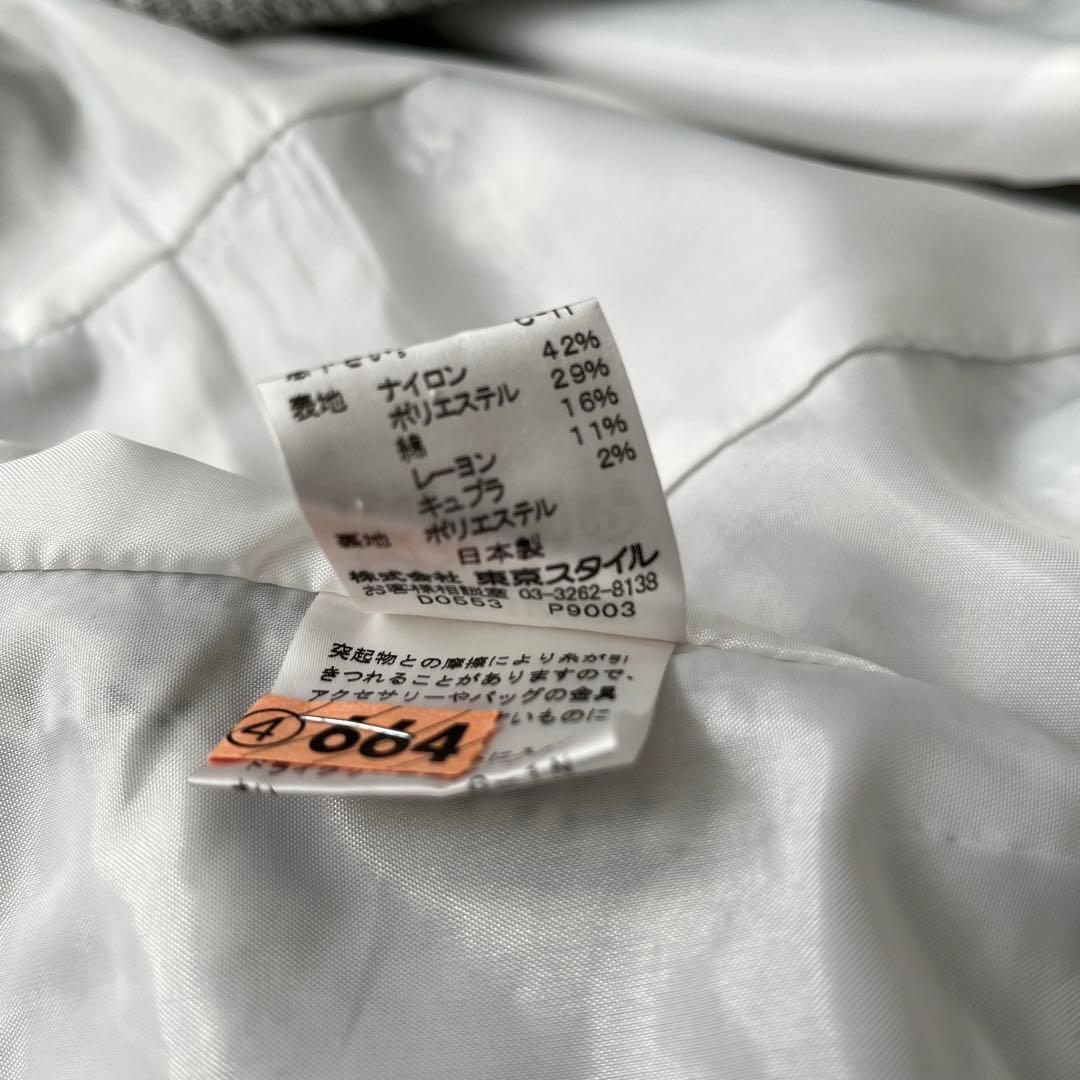 表地 ナイロン 42%
ポリエステル 29%
綿 16%
レーヨン 11%
キュプラ 2%
裏地 ポリエステル
日本製
株式会社 東京スタイル
お客様相談室 03-3262-8138
D0553 P9003
突起物との摩擦により糸が引
きつれることがありますので、
アクセサリーやバッグの金具
いものに
④ 664